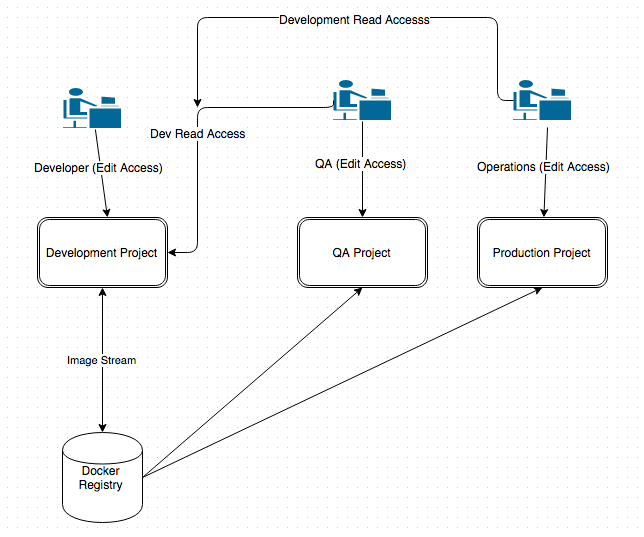 Development Read Accesss
Dev Read Access
Developer (Edit Access)
QA (Edit Access)
Operations (Edit Access)
Development Project
QA Project
Production Project
Image Stream
Docker
Registry